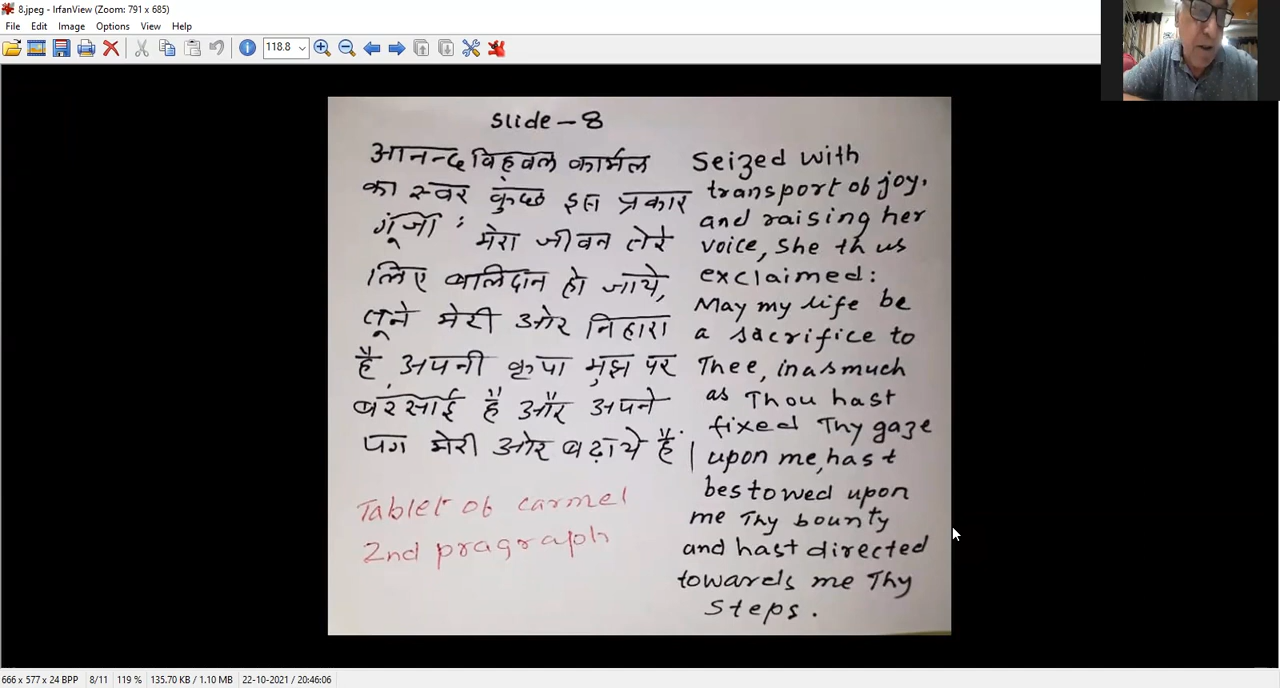 8.jpeg - IrfanView (Zoom: 791 x 685)
File Edit Image Options View Help
118.8
Slide - 8
आनन्द विह्वल कार्मल
का स्वर कुछ इस प्रकार
गूंजा : मेरा जीवन तेरे
लिए बलिदान हो जाये,
तूने मेरी ओर निहारा
है, अपनी कृपा मुझ पर
बरसाई है और अपने
पग मेरी ओर बढ़ाये हैं।
Tablet of carmel
2nd pragraph
Seized with
transport of joy,
and raising her
voice, she thus
exclaimed:
May my life be
a sacrifice to
Thee, inasmuch
as Thou hast
fixed Thy gaze
upon me, hast
bestowed upon
me Thy bounty
and hast directed
towards me Thy
Steps.
666 x 577 x 24 BPP 8/11 119 % 135.70 KB / 1.10 MB 22-10-2021 / 20:46:06